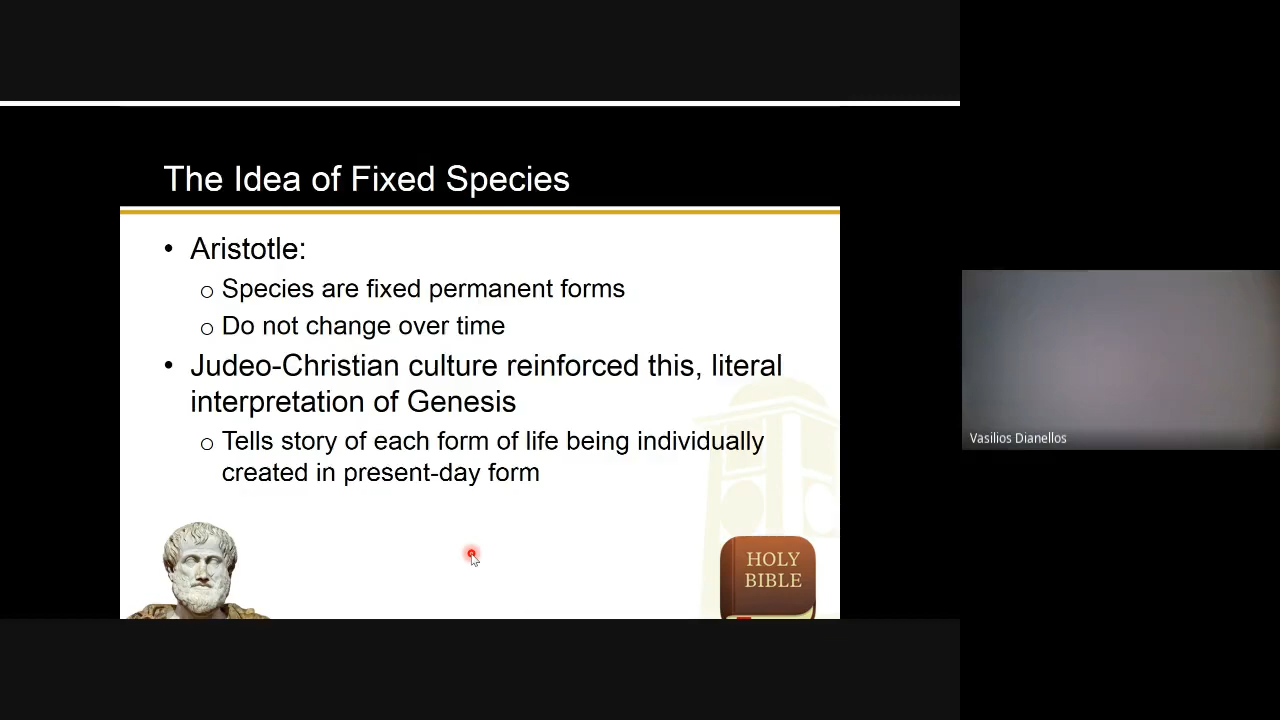 The Idea of Fixed Species
• Aristotle:
o Species are fixed permanent forms
o Do not change over time
• Judeo-Christian culture reinforced this, literal
interpretation of Genesis
o Tells story of each form of life being individually
created in present-day form
HOLY
BIBLE
Vasilios Dianellos